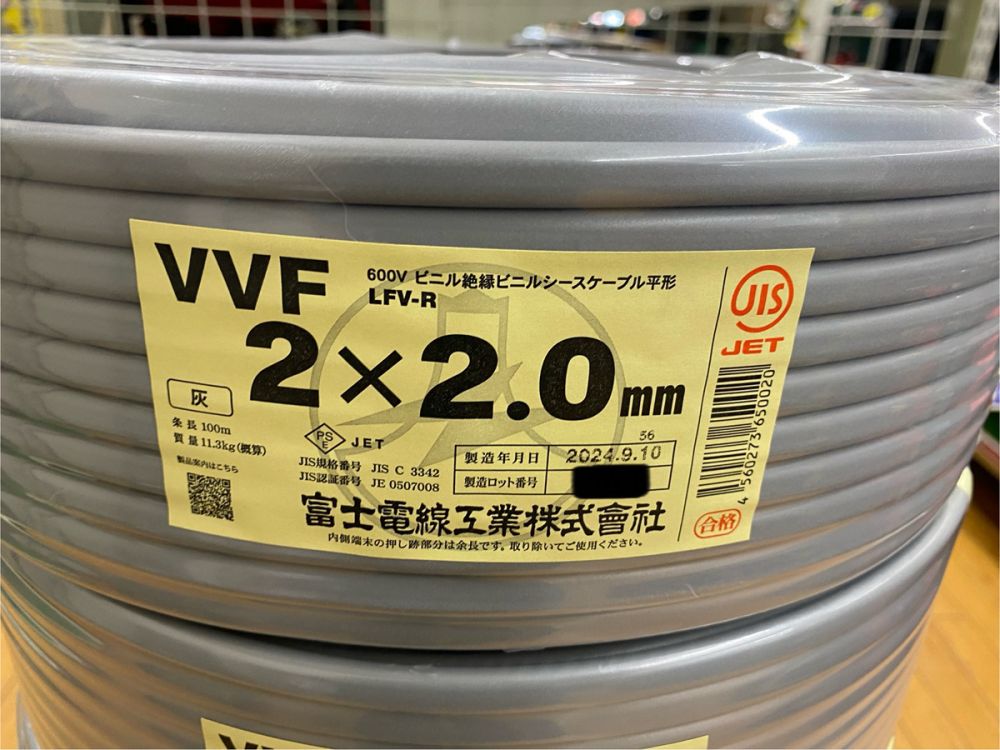 VVF
600V ビニル絶縁ビニルシースケーブル平形
LFV-R
2×2.0mm
灰
条長 100m
質量 11.3kg(概算)
製品案内はこちら
PS
E
JET
JIS規格番号 JIS C 3342
JIS認証番号 JE 0507008
56
製造年月日 2024.9.10
製造ロット番号
富士電線工業株式會社
内側端末の押し跡部分は余長です。取り除いてご使用ください。
JIS
JET
4 560273 650020
合格
VVF